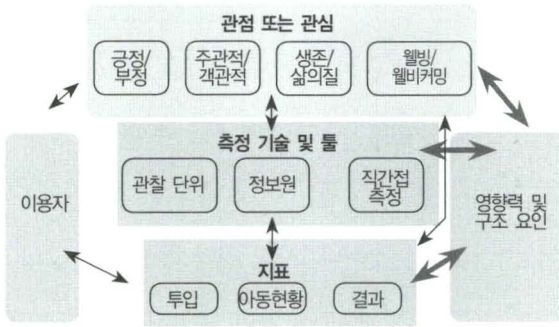 관점 또는 관심
긍정/
부정
주관적/
객관적
생존/
삶의질
웰빙/
웰비커밍
측정 기술 및 툴
관찰 단위
정보원
직간접
측정
이용자
영향력 및
구조 요인
지표
투입
아동현황
결과